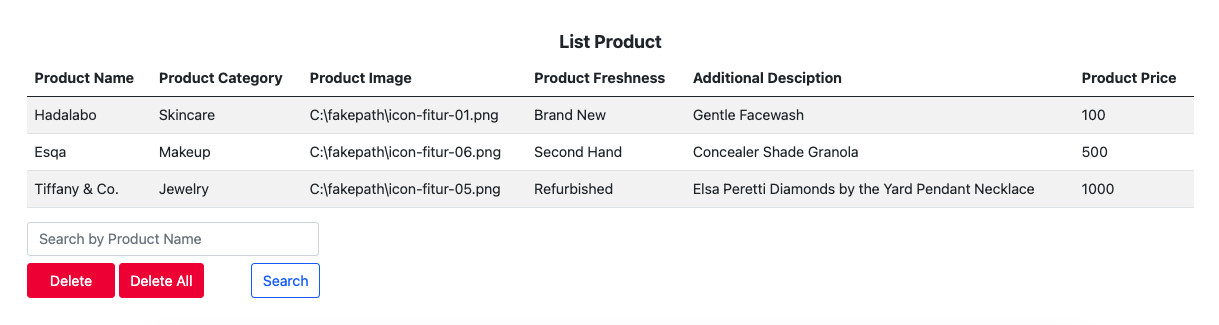 List Product
Product Name Product Category Product Image Product Freshness Additional Desciption Product Price
Hadalabo Skincare C:\fakepath\icon-fitur-01.png Brand New Gentle Facewash 100
Esqa Makeup C:\fakepath\icon-fitur-06.png Second Hand Concealer Shade Granola 500
Tiffany & Co. Jewelry C:\fakepath\icon-fitur-05.png Refurbished Elsa Peretti Diamonds by the Yard Pendant Necklace 1000
Search by Product Name
Delete Delete All Search